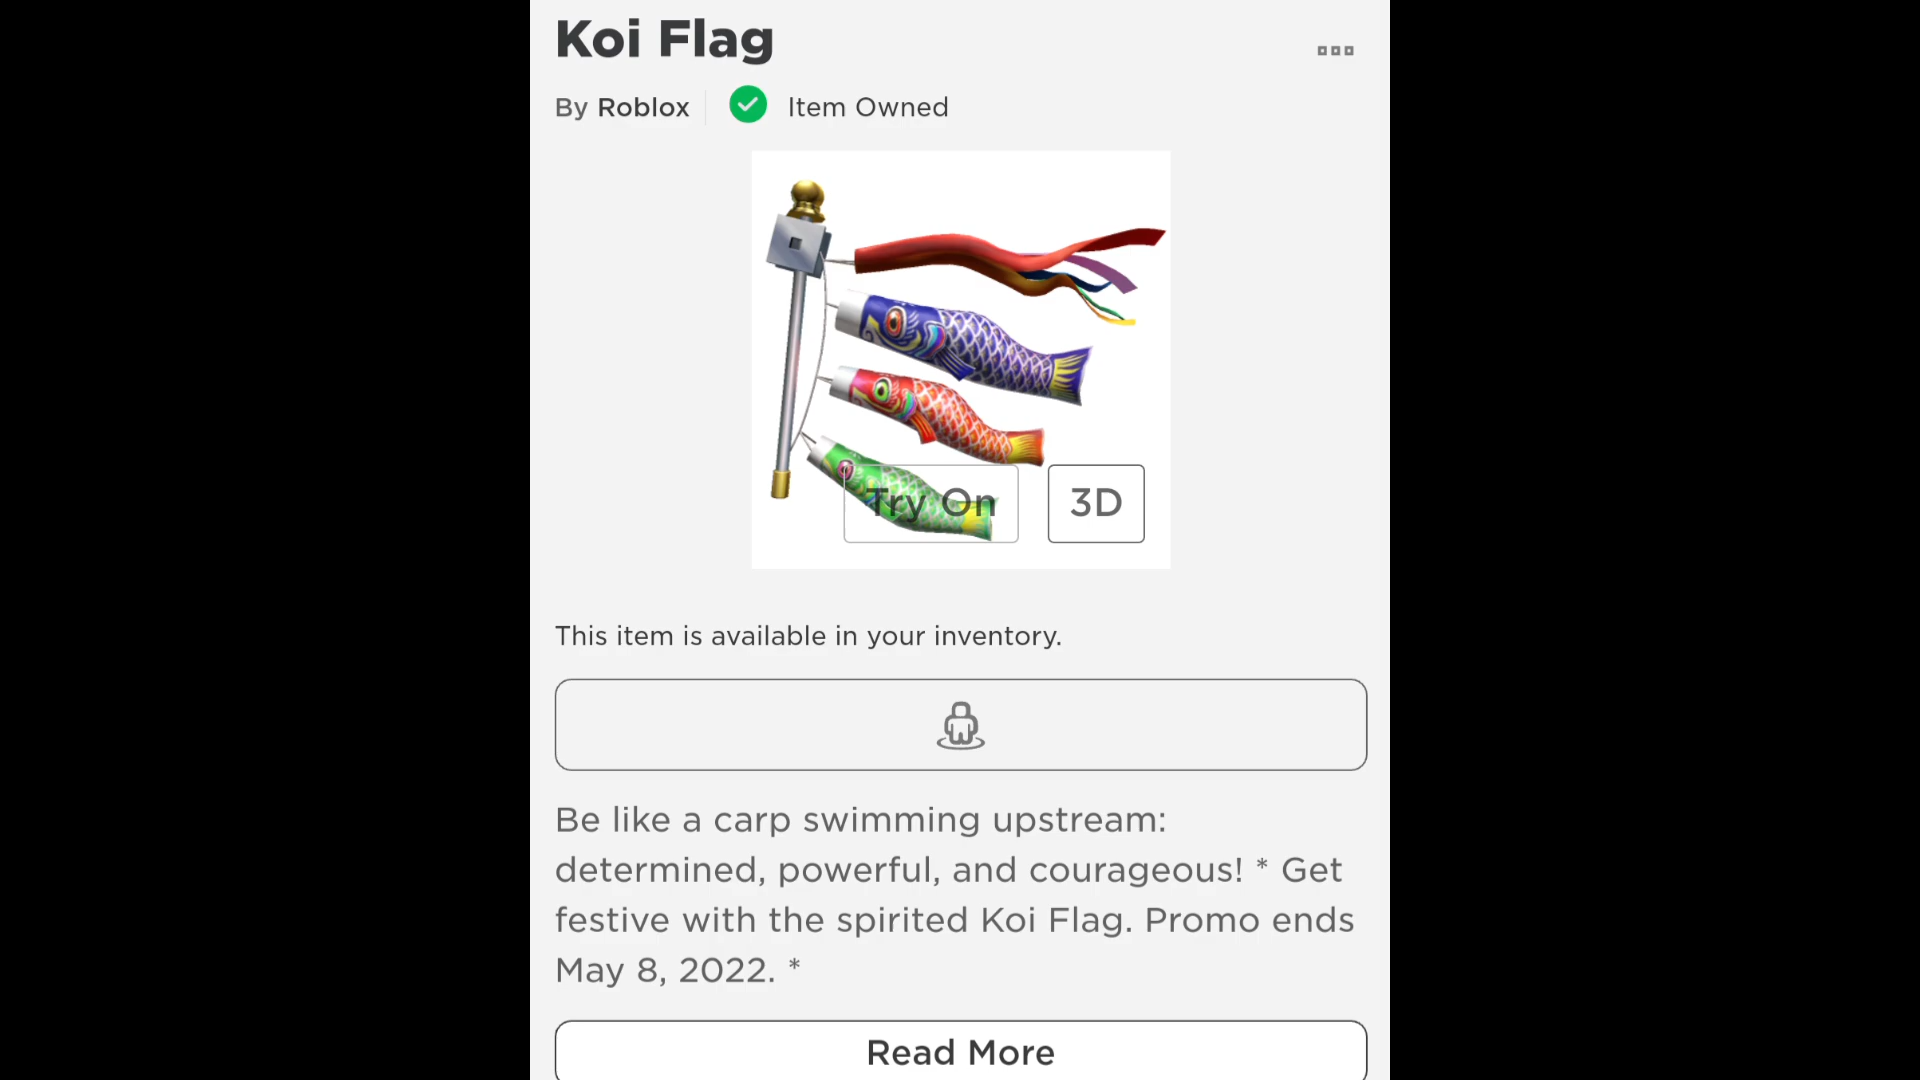 Koi Flag
By Roblox
Item Owned
Try On
3D
This item is available in your inventory.
Be like a carp swimming upstream:
determined, powerful, and courageous! * Get
festive with the spirited Koi Flag. Promo ends
May 8, 2022. *
Read More